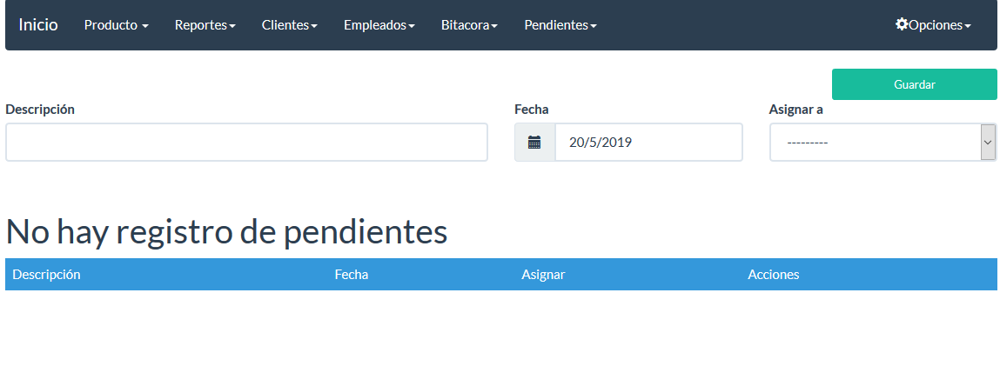 Inicio Producto Reportes Clientes Empleados Bitacora Pendientes Opciones
Guardar
Descripción Fecha Asignar a
20/5/2019 ---------
No hay registro de pendientes
Descripción Fecha Asignar Acciones